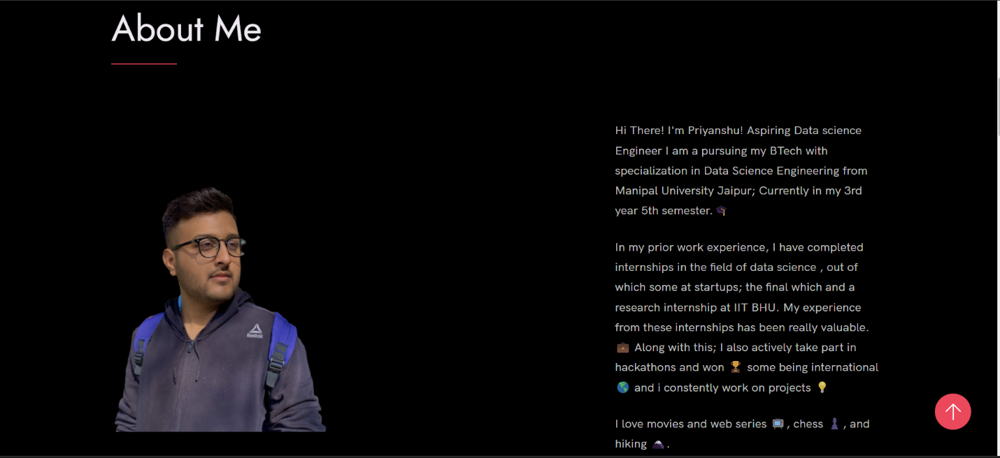 About Me
Hi There! I'm Priyanshu! Aspiring Data science
Engineer I am a pursuing my BTech with
specialization in Data Science Engineering from
Manipal University Jaipur; Currently in my 3rd
year 5th semester. 🎓
In my prior work experience, I have completed
internships in the field of data science , out of
which some at startups; the final which and a
research internship at IIT BHU. My experience
from these internships has been really valuable.
💼 Along with this; I also actively take part in
hackathons and won 🏆 some being international
🌎 and i constently work on projects 💡
I love movies and web series 📺 , chess ♟️ , and
hiking 🏔️ .
Reebok